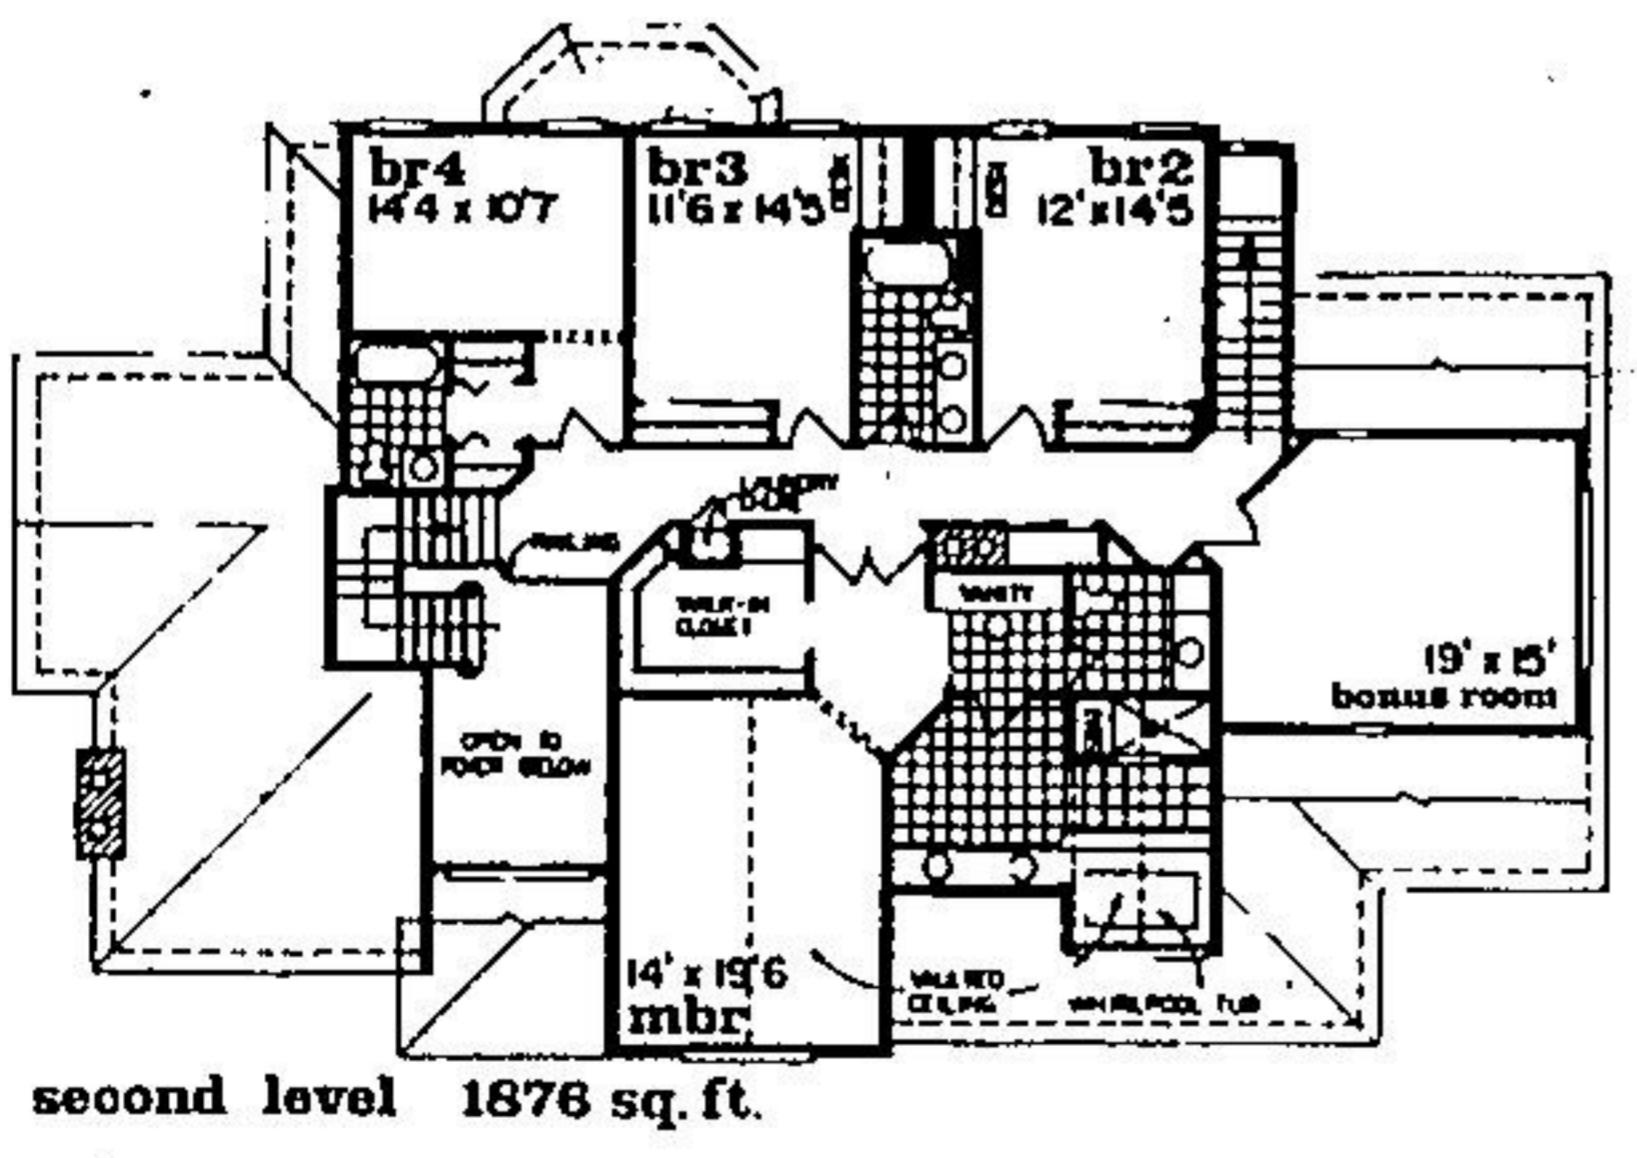 br4
14'4 x 10'7
br3
11'6 x 14'5
br2
12' x 14'5
LAUNDRY
RAILING
WALK-IN
CLOSET
VANITY
19' x 15'
bonus room
OPEN TO
FOYER BELOW
14' x 19'6
mbr
VAULTED
CEILING
WHIRLPOOL TUB
second level 1876 sq. ft.